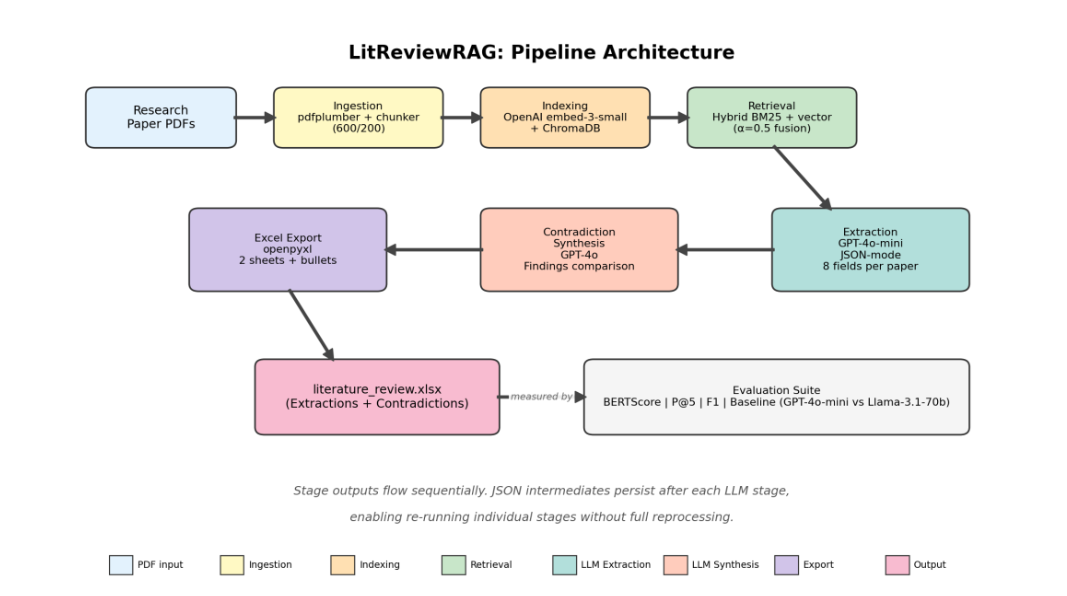 LitReviewRAG: Pipeline Architecture
Research
Paper PDFs
Ingestion
pdfplumber + chunker
(600/200)
Indexing
OpenAI embed-3-small
+ ChromaDB
Retrieval
Hybrid BM25 + vector
(α=0.5 fusion)
Excel Export
openpyxl
2 sheets + bullets
Contradiction
Synthesis
GPT-4o
Findings comparison
Extraction
GPT-4o-mini
JSON-mode
8 fields per paper
literature_review.xlsx
(Extractions + Contradictions)
measured by
Evaluation Suite
BERTScore | P@5 | F1 | Baseline (GPT-4o-mini vs Llama-3.1-70b)
Stage outputs flow sequentially. JSON intermediates persist after each LLM stage,
enabling re-running individual stages without full reprocessing.
PDF input
Ingestion
Indexing
Retrieval
LLM Extraction
LLM Synthesis
Export
Output